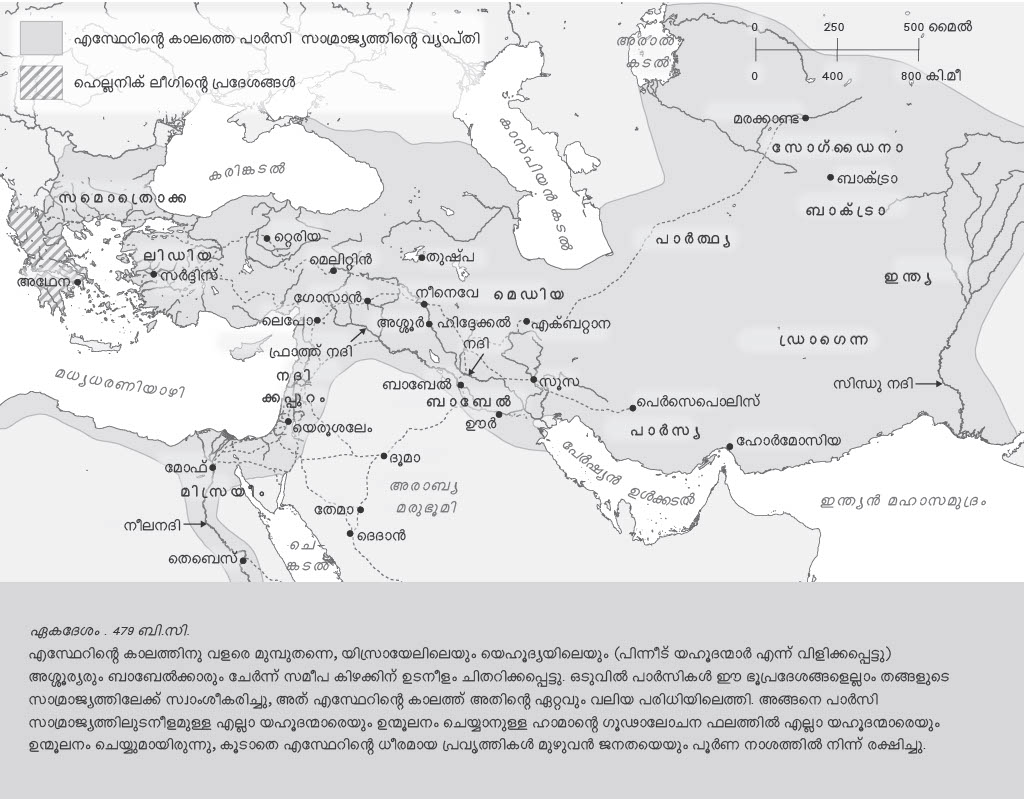 എസ്ഥേറിന്റെ കാലത്തെ പാർസി സാമ്രാജ്യത്തിന്റെ വ്യാപ്തി
ഹെല്ലനിക് ലീഗിന്റെ പ്രദേശങ്ങൾ
0 250 500 മൈൽ
0 400 800 കി.മീ
അരാൽ
കടൽ
കാസ്പിയൻ കടൽ
മരക്കാണ്ട
സോഗ്ഡൈനാ
ബാക്ട്രാ
ബാക്ട്രാ
കരിങ്കടൽ
സമൊത്രൊക്ക
പാർത്ഥ്യ
റ്റെരിയ
ലിഡിയ
മെലിറ്റിൻ
തുഷ്പ
സർദ്ദിസ്
അഥേന
ഇന്ത്യ
നീനെവേ
മെഡിയ
ഗോസാൻ
ലെപോ
അശ്ശൂർ
ഹിദ്ദേക്കൽ
നദി
എക്ബറ്റാന
ഡ്രാഗെന്ന
ഫ്രാത്ത് നദി
നദി
ക്കപ്പുറം
മധ്യധരണിയാഴി
ബാബേൽ
ബാബേൽ
സൂസ
സിന്ധു നദി
ഊർ
പെർസെപൊലിസ്
പാർസ്യ
യെരൂശലേം
ഹോർമോസിയ
മോഫ്
ദൂമാ
പേർഷ്യൻ ഉൾക്കടൽ
മിസ്രയീം
അരാബ്യ
മരുഭൂമി
ഇന്ത്യൻ മഹാസമുദ്രം
തേമാ
നീലനദി
ദെദാൻ
ചെ-
ങ്കടൽ
തെബെസ്
ഏകദേശം . 479 ബി.സി.
എസ്ഥേറിന്റെ കാലത്തിനു വളരെ മുമ്പുതന്നെ, യിസ്രായേലിലെയും യെഹൂദ്യയിലെയും (പിന്നീട് യഹൂദന്മാർ എന്ന് വിളിക്കപ്പെട്ടു)
അശ്ശൂര്യരും ബാബേൽക്കാരും ചേർന്ന് സമീപ കിഴക്കിന് ഉടനീളം ചിതറിക്കപ്പെട്ടു. ഒടുവിൽ പാർസികൾ ഈ ഭൂപ്രദേശങ്ങളെല്ലാം തങ്ങളുടെ
സാമ്രാജ്യത്തിലേക്ക് സ്വാംശീകരിച്ചു, അത് എസ്ഥേറിന്റെ കാലത്ത് അതിന്റെ ഏറ്റവും വലിയ പരിധിയിലെത്തി. അങ്ങനെ പാർസി
സാമ്രാജ്യത്തിലുടനീളമുള്ള എല്ലാ യഹൂദന്മാരെയും ഉന്മൂലനം ചെയ്യാനുള്ള ഹാമാന്റെ ഗൂഢാലോചന ഫലത്തിൽ എല്ലാ യഹൂദന്മാരെയും
ഉന്മൂലനം ചെയ്യുമായിരുന്നു, കൂടാതെ എസ്ഥേറിന്റെ ധീരമായ പ്രവൃത്തികൾ മുഴുവൻ ജനതയെയും പൂർണ നാശത്തിൽ നിന്ന് രക്ഷിച്ചു.